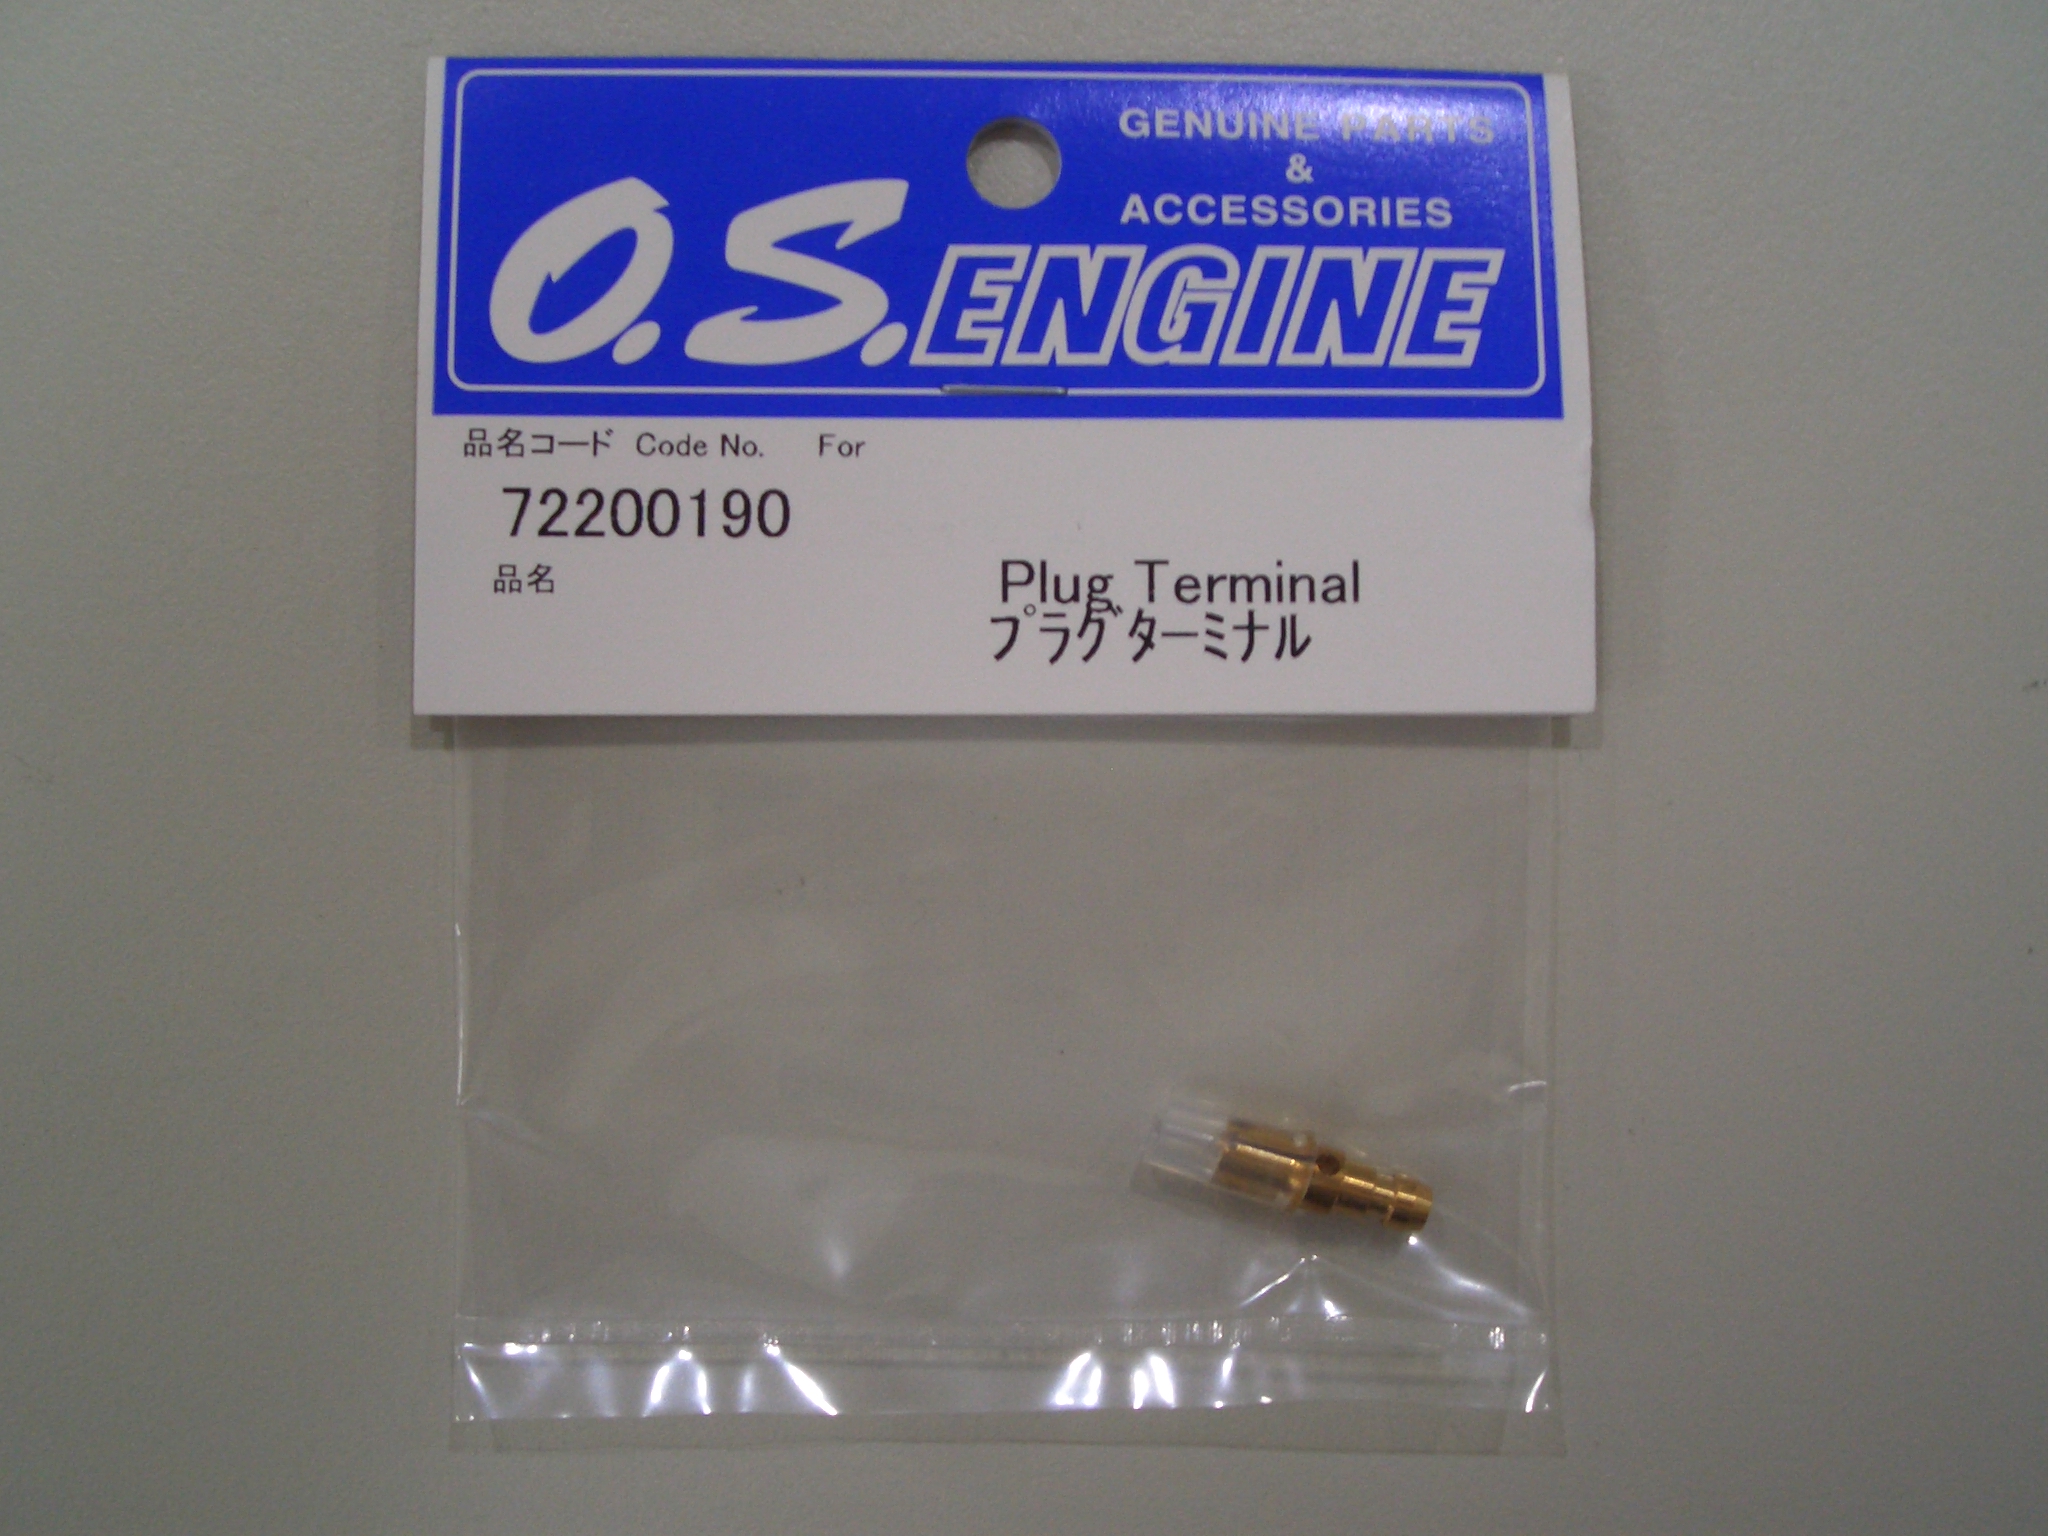 GENUINE PARTS
&
ACCESSORIES
O.S. ENGINE
品名コード Code No. For
72200190
品名
Plug Terminal
プラグターミナル